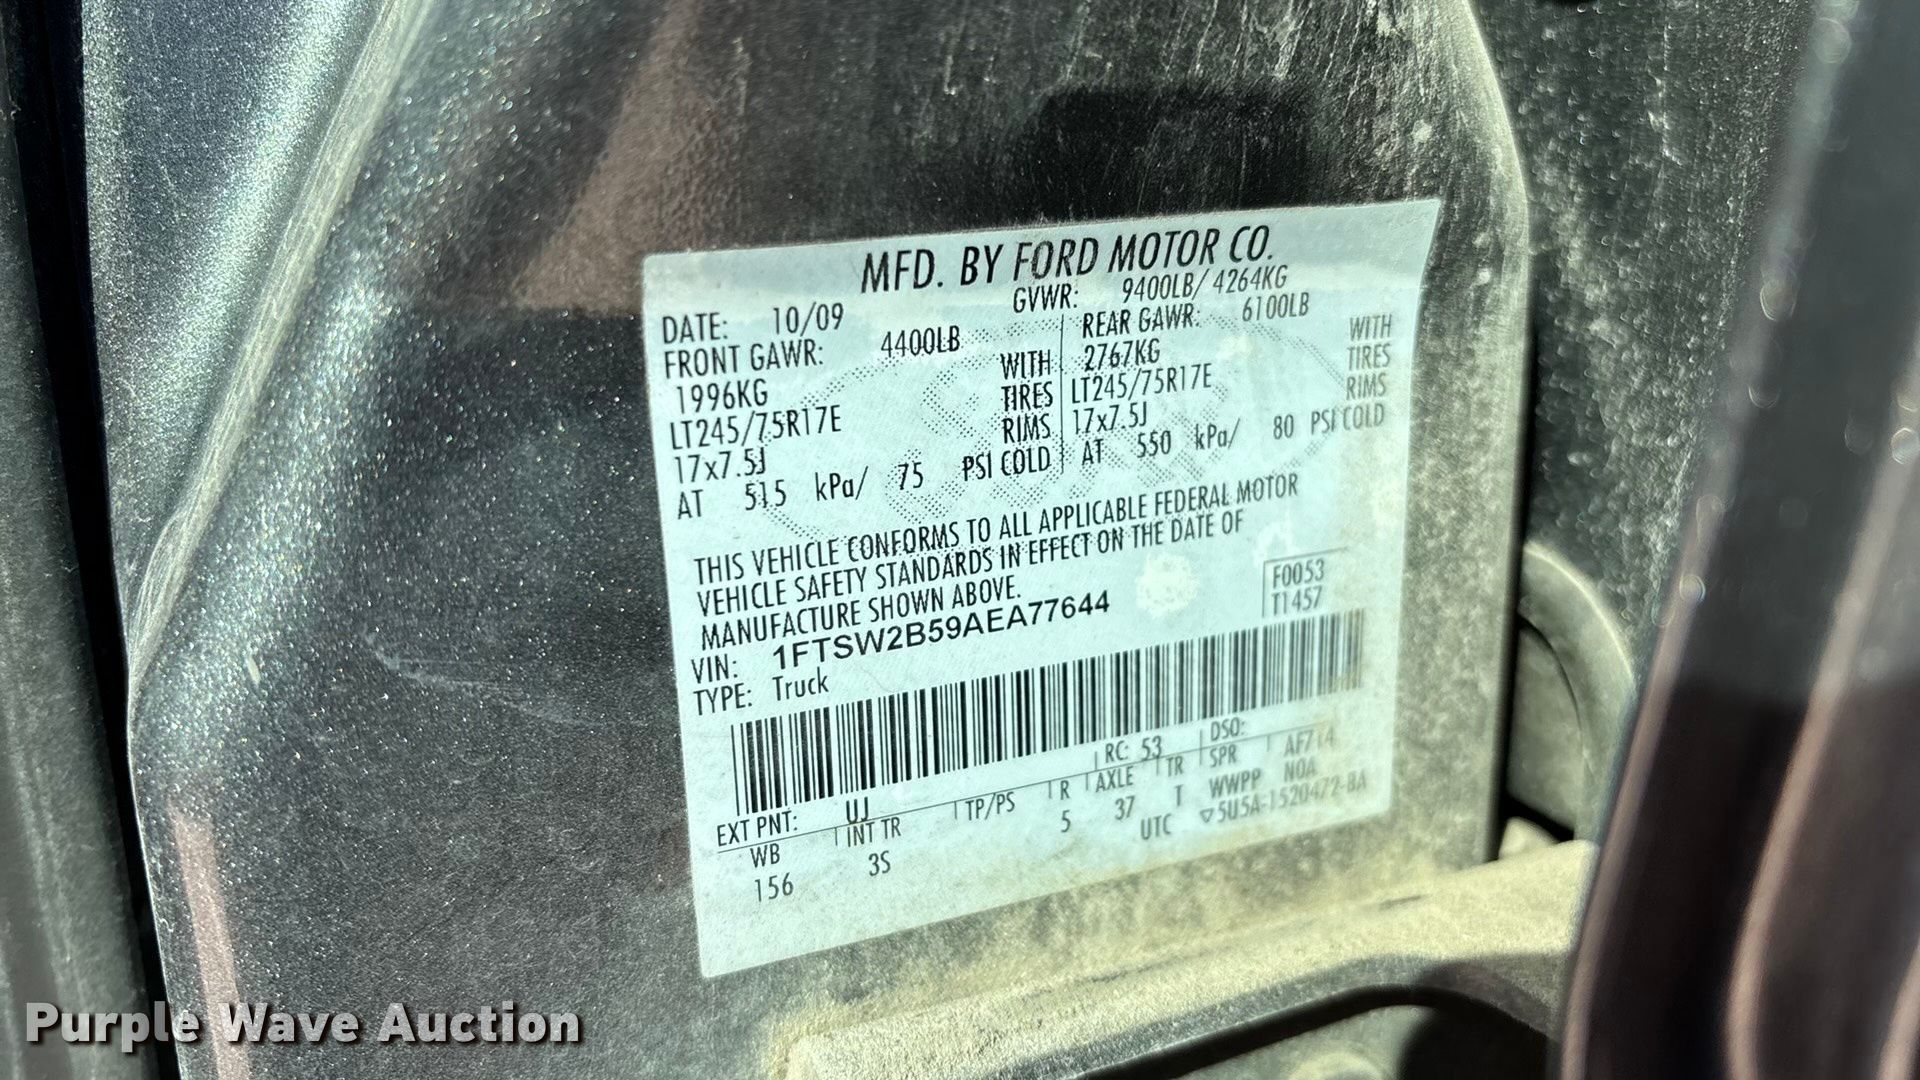 MFD. BY FORD MOTOR CO.
DATE: 10/09 GVWR: 9400LB/ 4264KG
FRONT GAWR: 4400LB REAR GAWR: 6100LB
1996KG WITH 2767KG WITH
LT245/75R17E TIRES LT245/75R17E TIRES
17x7.5J RIMS 17x7.5J RIMS
AT 515 kPa/ 75 PSI COLD AT 550 kPa/ 80 PSI COLD
THIS VEHICLE CONFORMS TO ALL APPLICABLE FEDERAL MOTOR
VEHICLE SAFETY STANDARDS IN EFFECT ON THE DATE OF
MANUFACTURE SHOWN ABOVE.
F0053
T1457
VIN: 1FTSW2B59AEA77644
TYPE: Truck
EXT PNT: UJ RC: 53 DSO:
WB INT TR TP/PS R AXLE TR SPR AF714
156 3S 5 37 T WWPP NOA
UTC ▽5U5A-1520472-BA
Purple Wave Auction